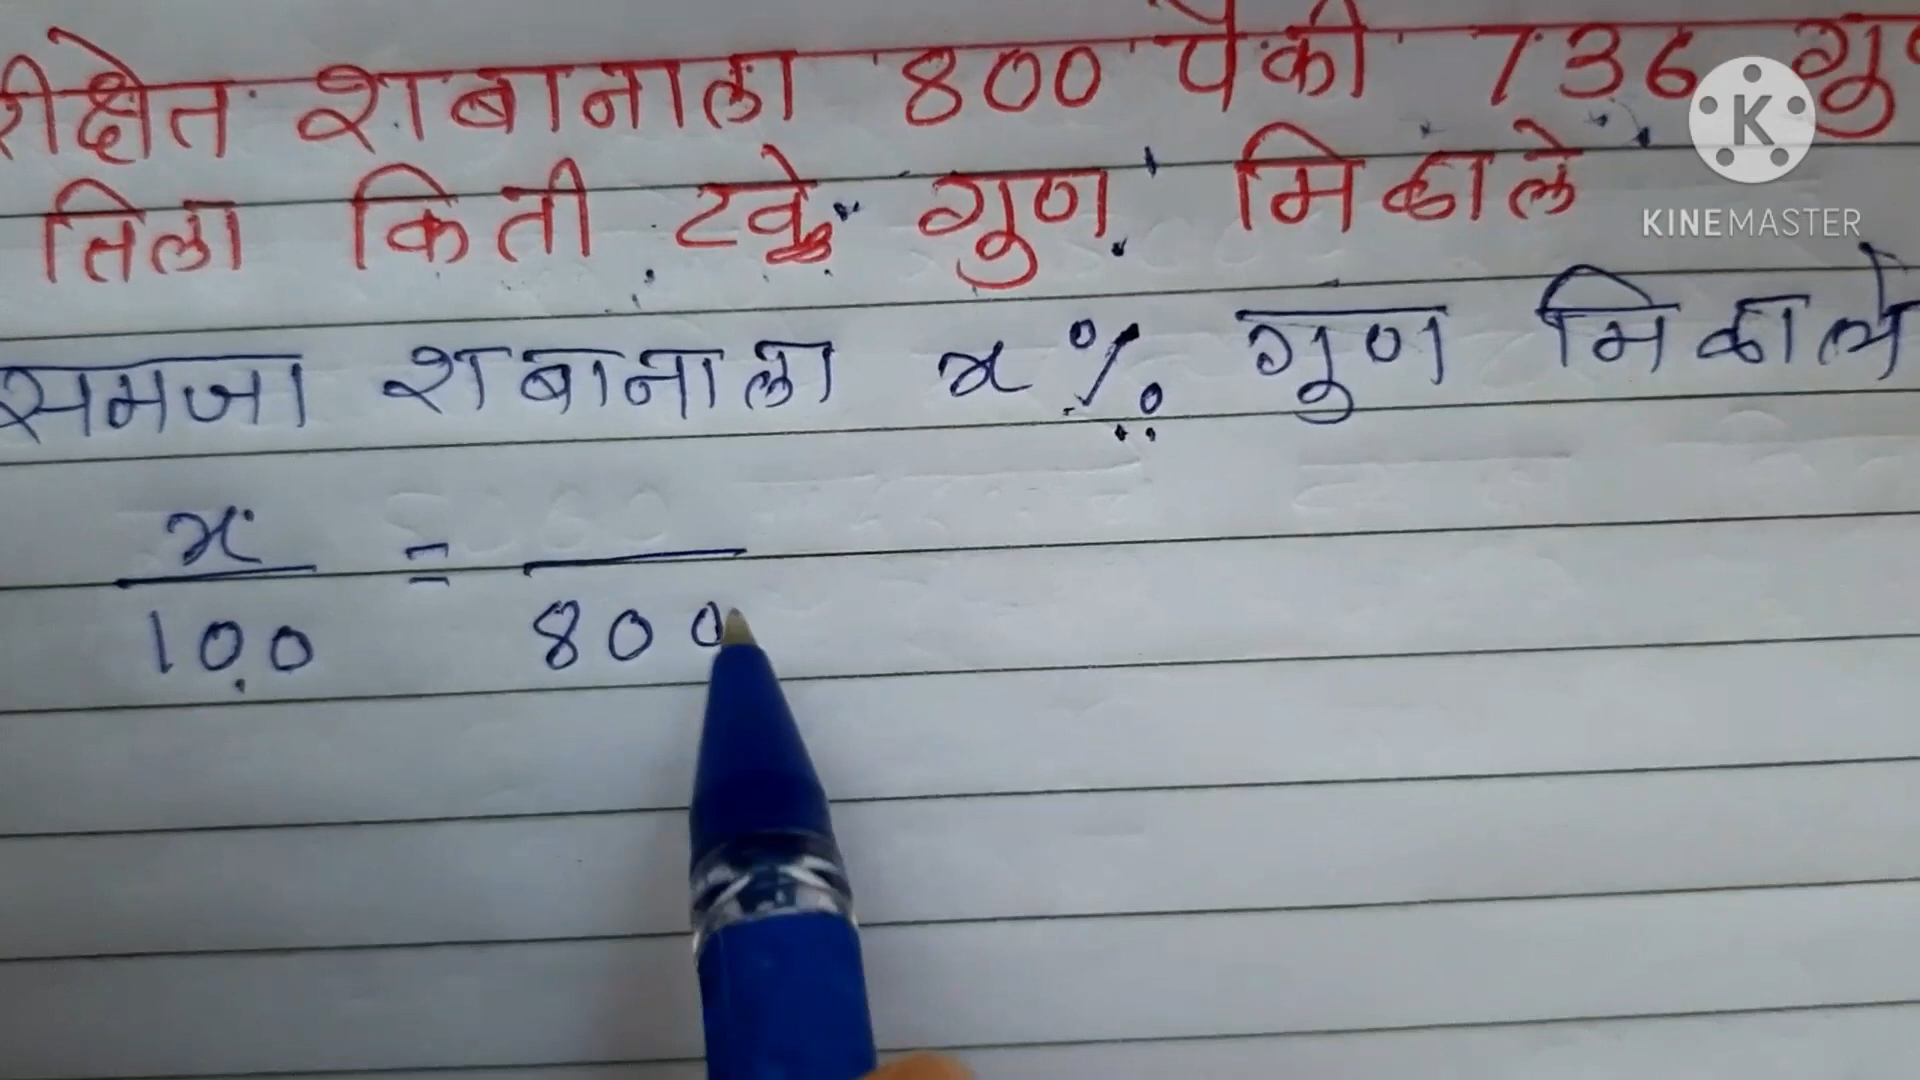 रीक्षेत शबानाला 800 पैकी 736
तिला किती टक्के गुण मिळाले
समजा शबानाला x % गुण मिळाले
x/100 = /800
K
KINEMASTER